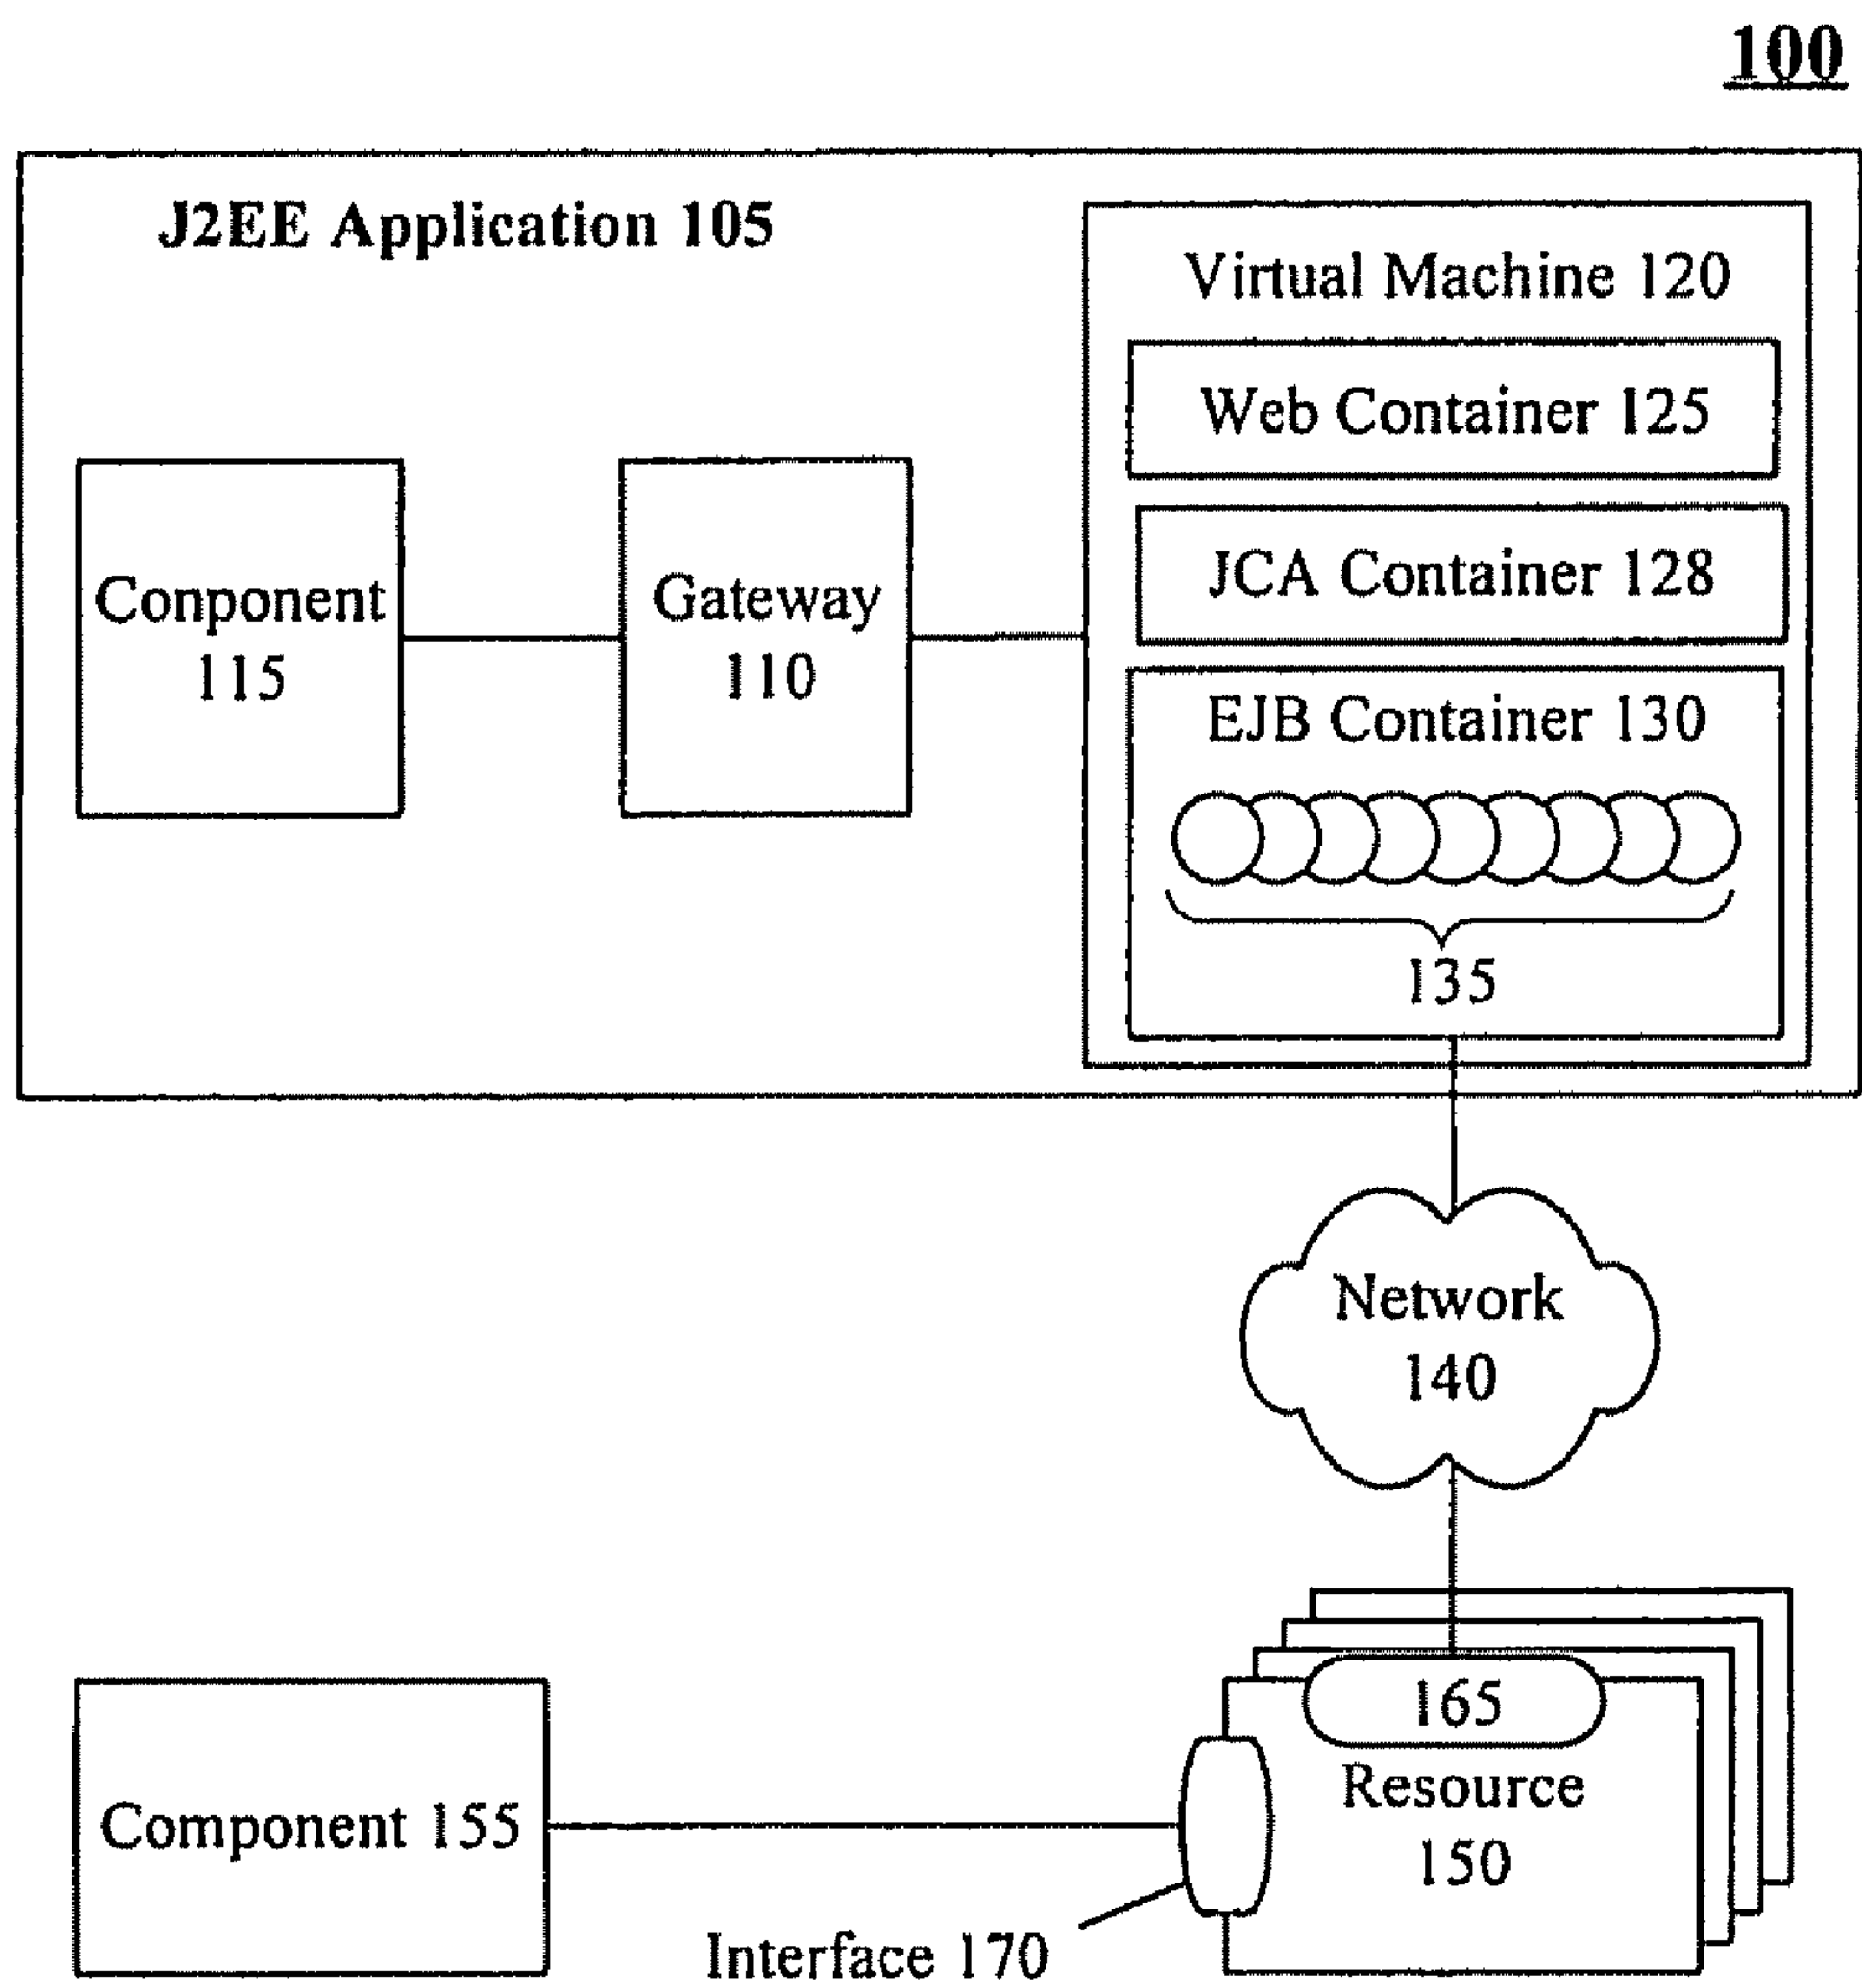 100
J2EE Application 105
Virtual Machine 120
Web Container 125
JCA Container 128
Conponent
115
Gateway
110
EJB Container 130
135
Network
140
165
Resource
150
Component 155
Interface 170